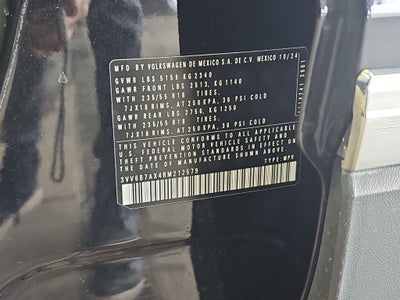 MFD BY VOLKSWAGEN DE MEXICO S.A. DE C.V. MEXICO 10/24
GVWR LBS 5159 KG 2340
GAWR FRONT LBS 2513, KG 1140
WITH 235/55 R18 TIRES,
7JX18 RIMS, AT 250 KPA, 36 PSI COLD
GAWR REAR LBS 2756, KG 1250
WITH 235/55 R18 TIRES,
7JX18 RIMS, AT 250 KPA, 36 PSI COLD
THIS VEHICLE CONFORMS TO ALL APPLICABLE
U.S. FEDERAL MOTOR VEHICLE SAFETY AND
THEFT PREVENTION STANDARDS IN EFFECT ON THE
DATE OF MANUFACTURE SHOWN ABOVE.
3VV8B7AX4RM212579
TYPE: MPV